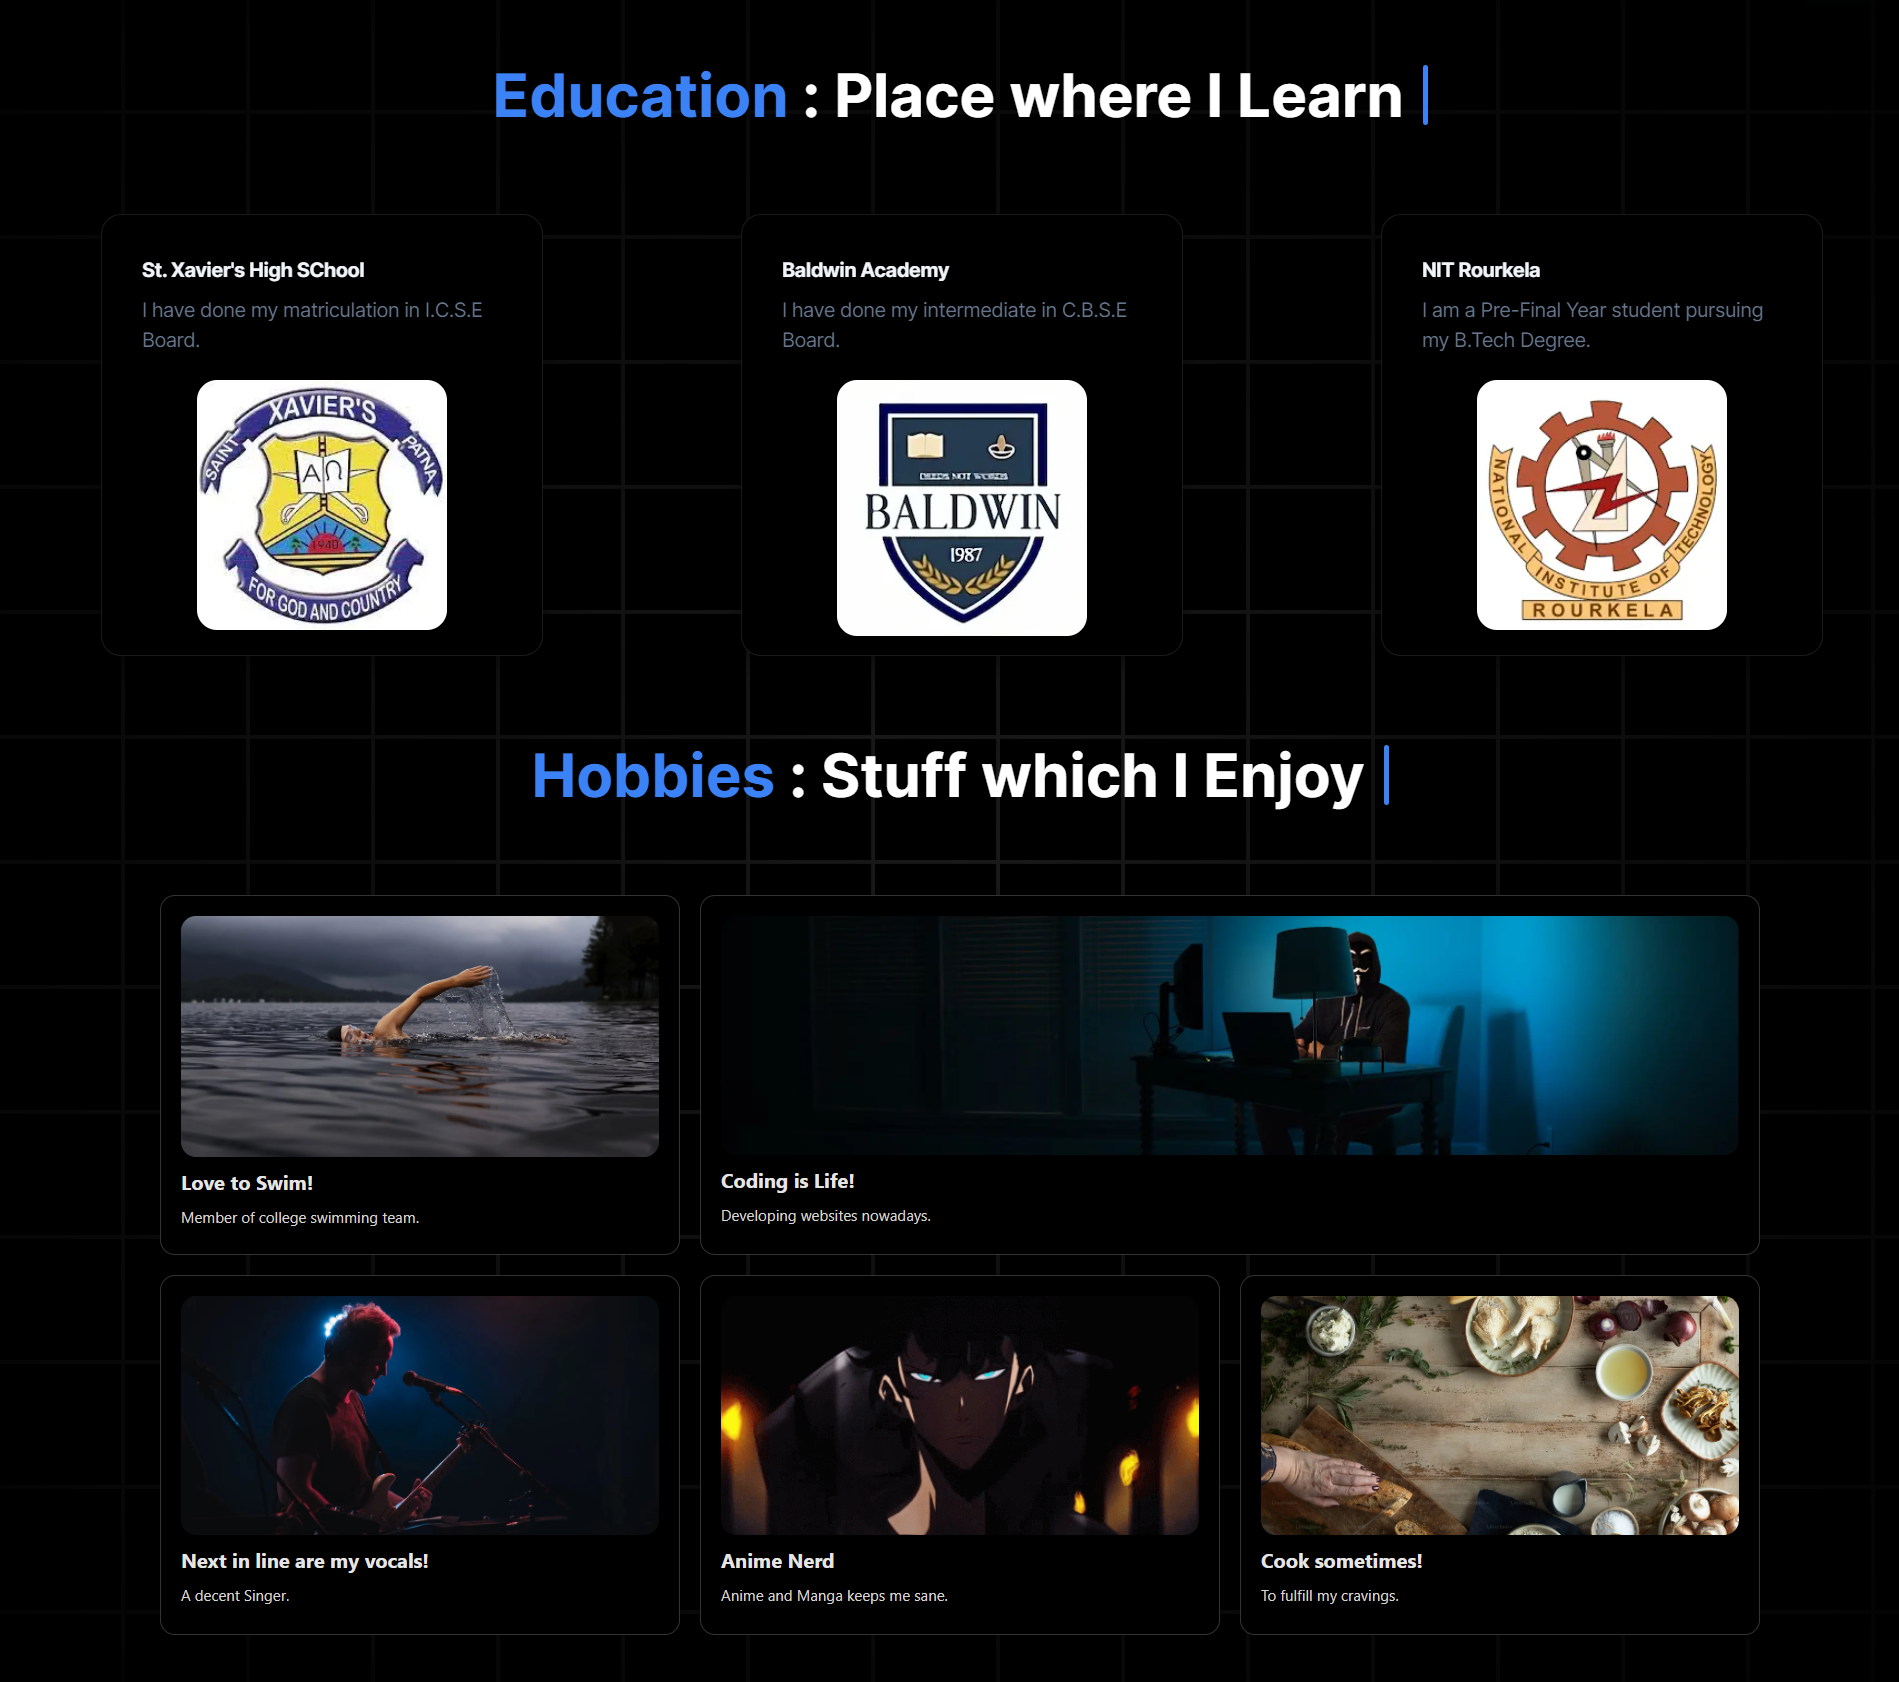 Education : Place where I Learn
St. Xavier's High SChool
I have done my matriculation in I.C.S.E
Board.
SAINT XAVIER'S PATNA
ΑΩ
1940
FOR GOD AND COUNTRY
Baldwin Academy
I have done my intermediate in C.B.S.E
Board.
DEEDS NOT WORDS
BALDWIN
1987
NIT Rourkela
I am a Pre-Final Year student pursuing
my B.Tech Degree.
NATIONAL INSTITUTE OF TECHNOLOGY
ROURKELA
Hobbies : Stuff which I Enjoy
Love to Swim!
Member of college swimming team.
Coding is Life!
Developing websites nowadays.
Next in line are my vocals!
A decent Singer.
Anime Nerd
Anime and Manga keeps me sane.
Cook sometimes!
To fulfill my cravings.